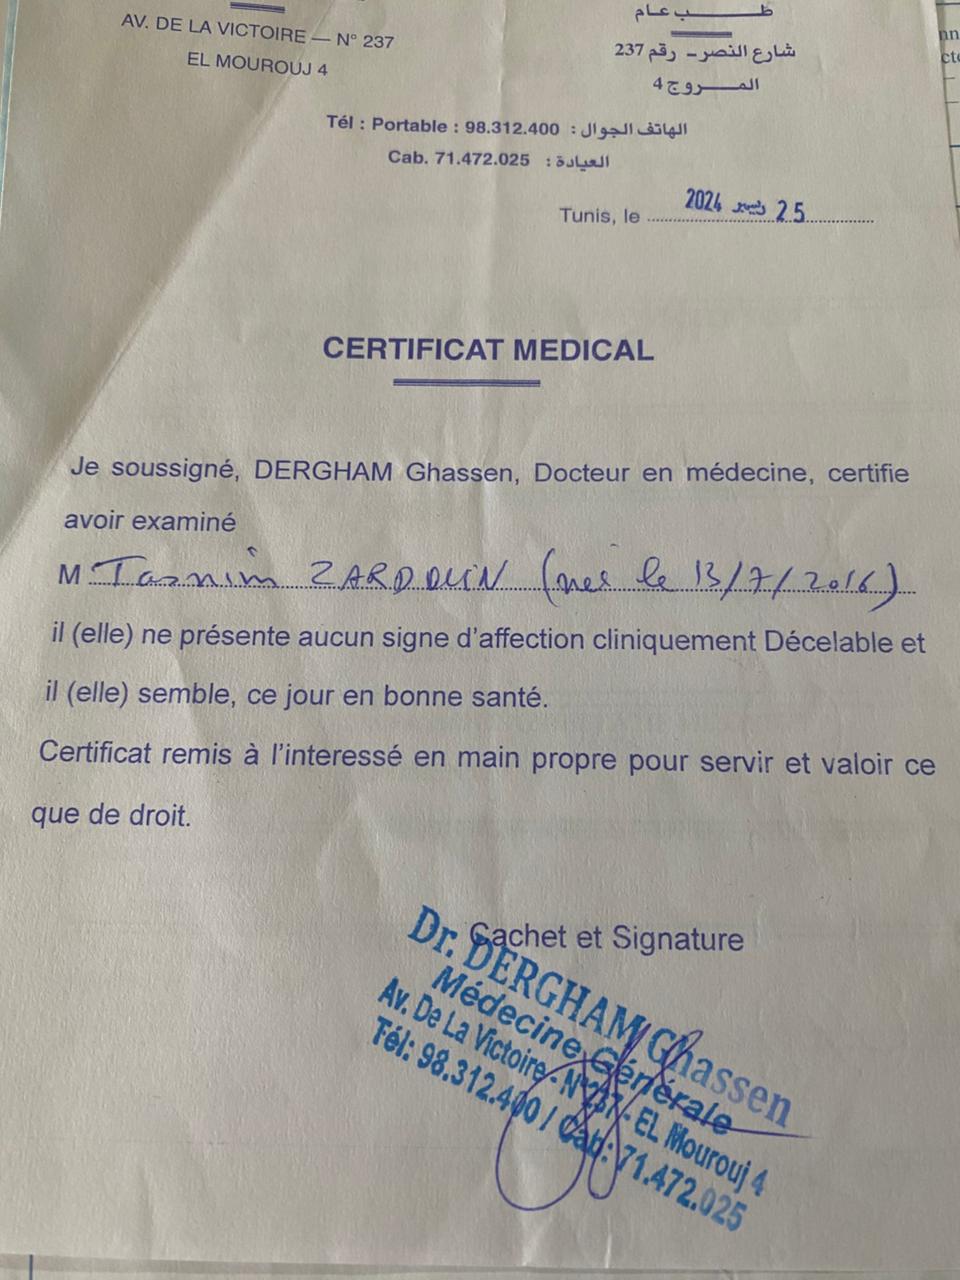 AV. DE LA VICTOIRE — N° 237
EL MOUROUJ 4
طب عام
شارع النصر - رقم 237
المروج 4
Tél : Portable : 98.312.400 : الهاتف الجوال
Cab. 71.472.025 : العيادة
Tunis, le 25 ديسمبر 2024
CERTIFICAT MEDICAL
Je soussigné, DERGHAM Ghassen, Docteur en médecine, certifie
avoir examiné
M Tasnim ZARDOUN (née le 13/7/2016)
il (elle) ne présente aucun signe d'affection cliniquement Décelable et
il (elle) semble, ce jour en bonne santé.
Certificat remis à l'interessé en main propre pour servir et valoir ce
que de droit.
Cachet et Signature
Dr. DERGHAM Ghassen
Médecine Générale
Av. De La Victoire - N°237- EL Mourouj 4
Tél: 98.312.400 / Cab: 71.472.025